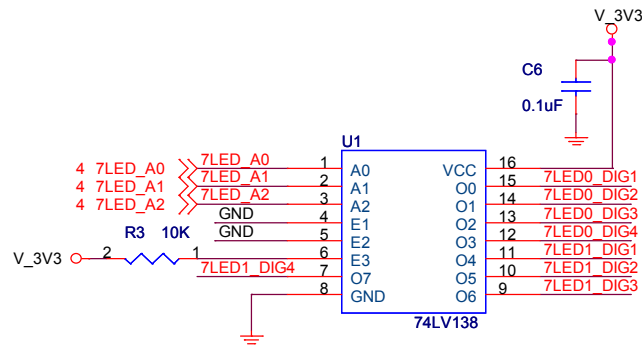 V_3V3
C6
0.1uF
U1
4 7LED_A0 7LED_A0 1 A0 VCC 16
4 7LED_A1 7LED_A1 2 A1 O0 15 7LED0_DIG1
4 7LED_A2 7LED_A2 3 A2 O1 14 7LED0_DIG2
GND 4 E1 O2 13 7LED0_DIG3
GND 5 E2 O3 12 7LED0_DIG4
R3 10K
V_3V3 2 1 6 E3 O4 11 7LED1_DIG1
7LED1_DIG4 7 O7 O5 10 7LED1_DIG2
8 GND O6 9 7LED1_DIG3
74LV138